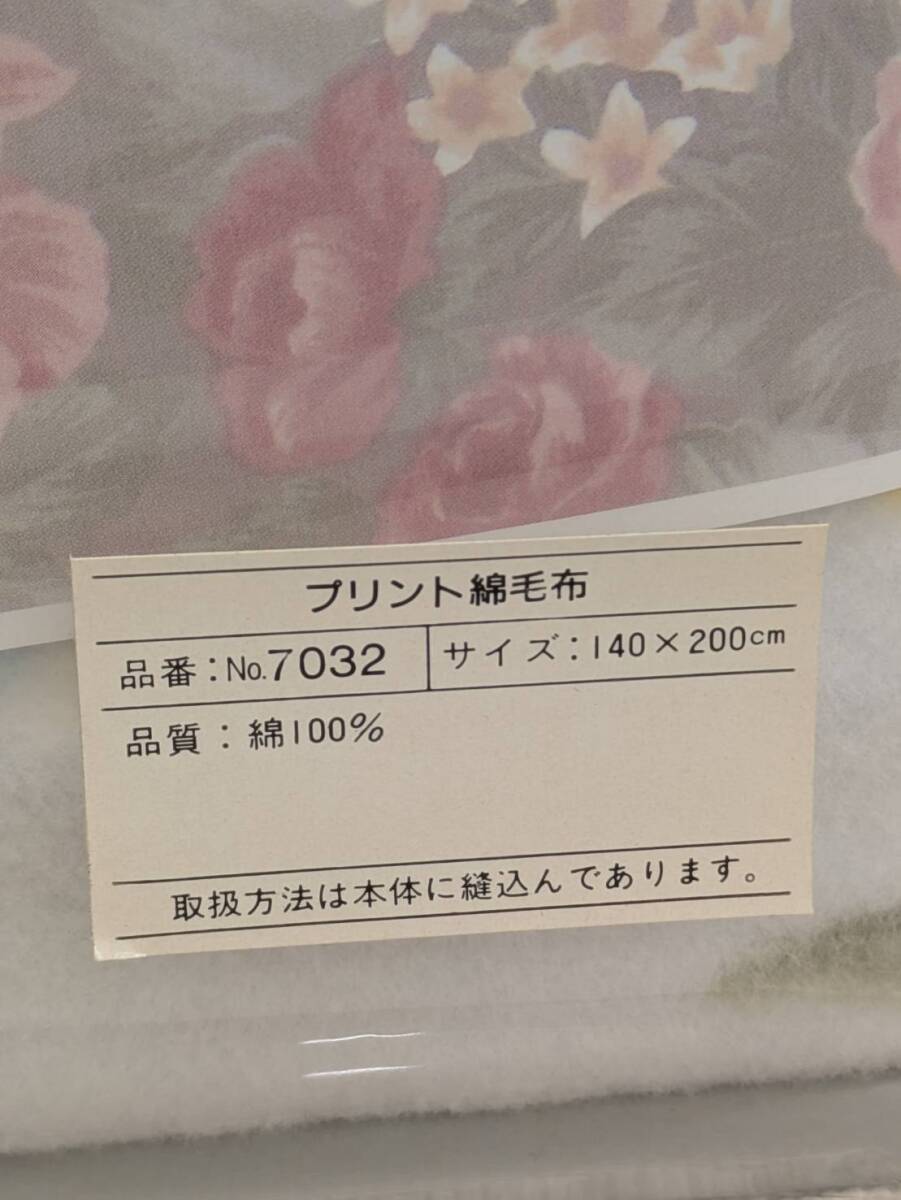 プリント綿毛布
品番：No.7032 サイズ：140×200cm
品質：綿100%
取扱方法は本体に縫込んであります。